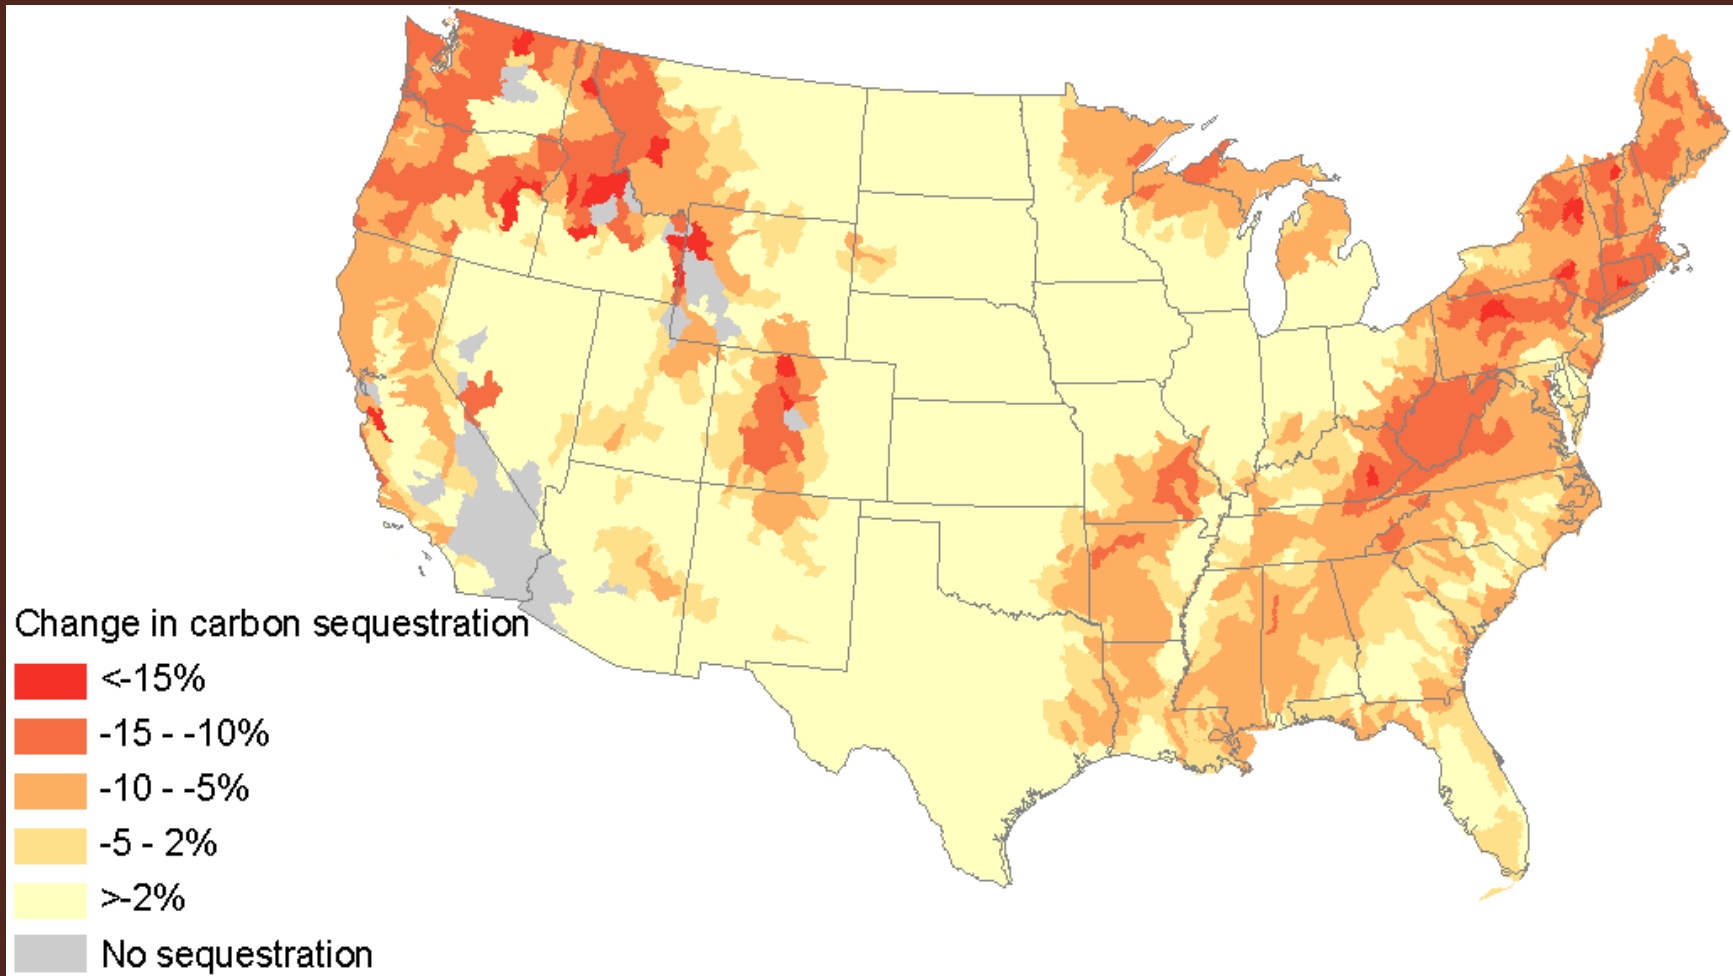 Change in carbon sequestration
<-15%
-15 - -10%
-10 - -5%
-5 - 2%
>-2%
No sequestration